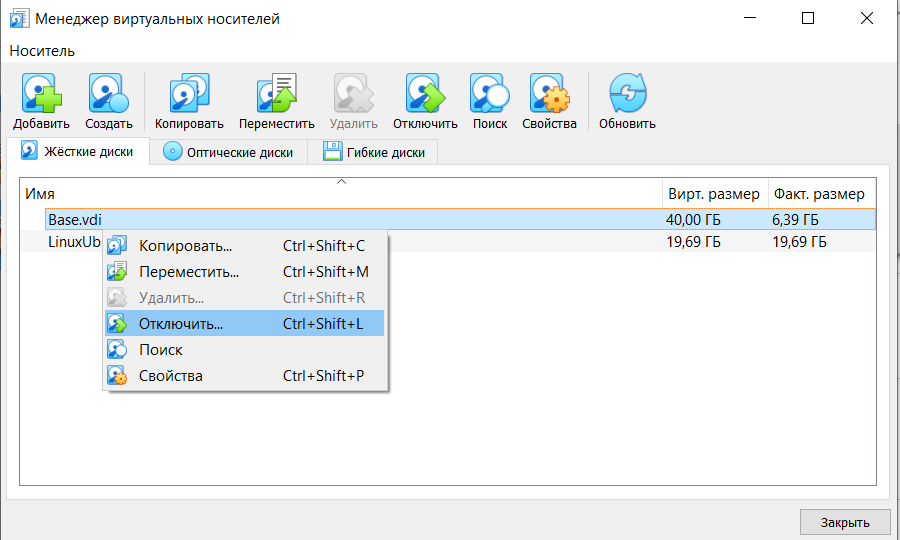 Менеджер виртуальных носителей
Носитель
Добавить Создать Копировать Переместить Удалить Отключить Поиск Свойства Обновить
Жёсткие диски Оптические диски Гибкие диски
Имя Вирт. размер Факт. размер
Base.vdi 40,00 ГБ 6,39 ГБ
LinuxUb 19,69 ГБ 19,69 ГБ
Копировать... Ctrl+Shift+C
Переместить... Ctrl+Shift+M
Удалить... Ctrl+Shift+R
Отключить... Ctrl+Shift+L
Поиск
Свойства Ctrl+Shift+P
Закрыть